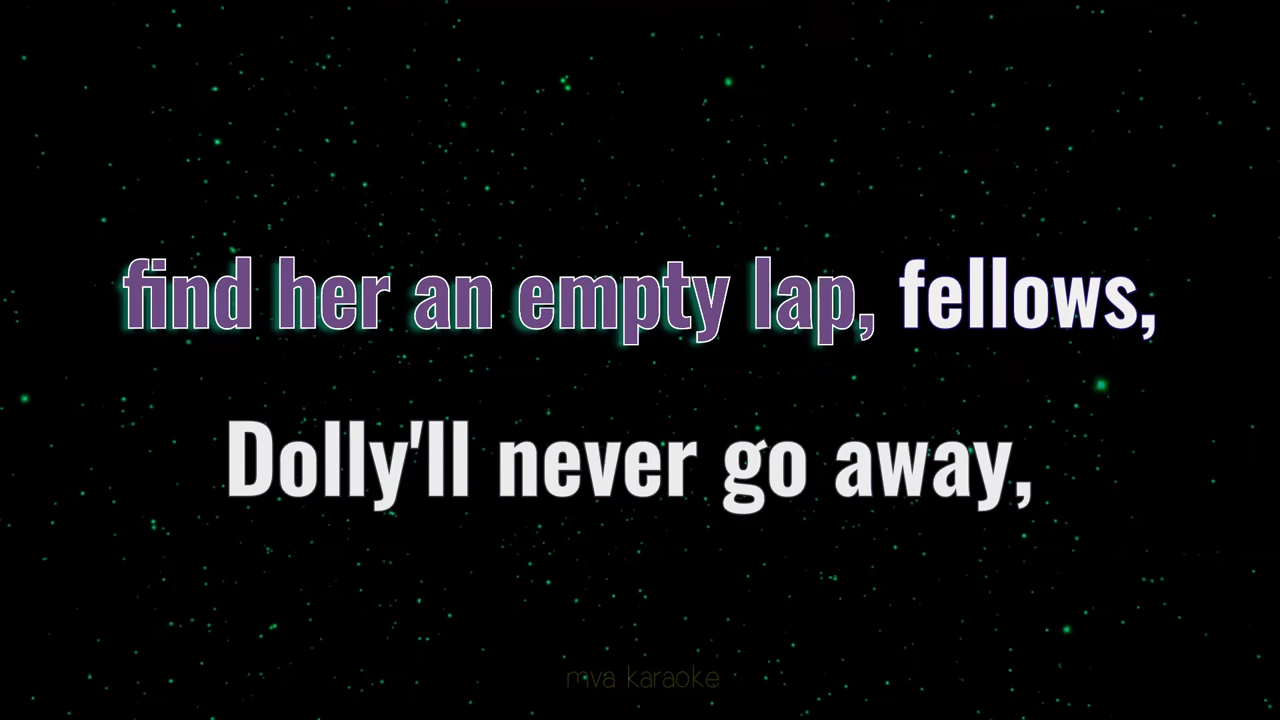 find her an empty lap, fellows,
Dolly'll never go away,
mva karaoke